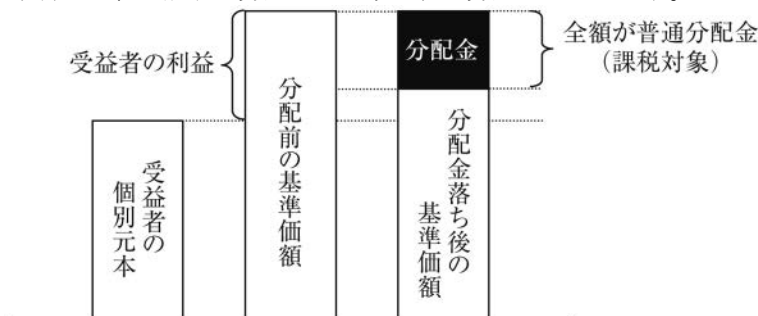 受益者の利益
分配金
全額が普通分配金
（課税対象）
受益者の
個別元本
分配前の基準価額
分配金落ち後の
基準価額